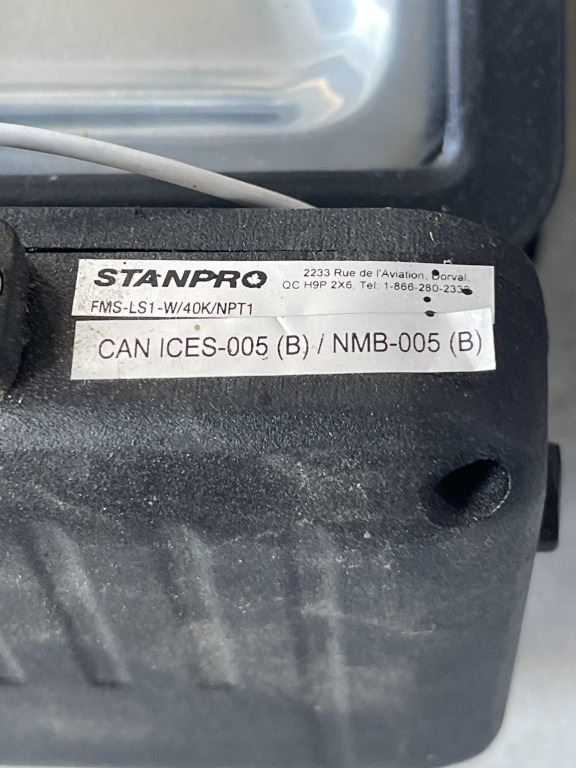 STANPRO
2233 Rue de l'Aviation, Dorval,
QC H9P 2X6, Tel: 1-866-280-2332
FMS-LS1-W/40K/NPT1
CAN ICES-005 (B) / NMB-005 (B)